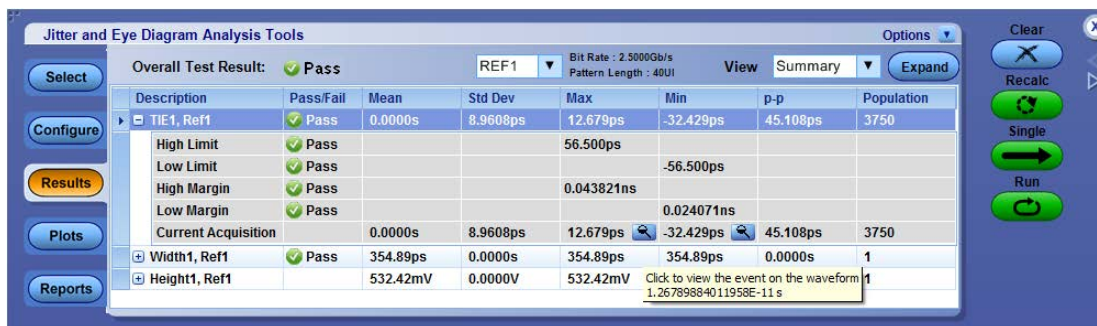 Jitter and Eye Diagram Analysis Tools
Options
Clear
Select
Overall Test Result: Pass
REF1
Bit Rate : 2.5000Gb/s
Pattern Length : 40UI
View
Summary
Expand
Recalc
Description Pass/Fail Mean Std Dev Max Min p-p Population
TIE1, Ref1 Pass 0.0000s 8.9608ps 12.679ps -32.429ps 45.108ps 3750
Configure
Single
High Limit Pass 56.500ps
Low Limit Pass -56.500ps
Results
High Margin Pass 0.043821ns
Run
Low Margin Pass 0.024071ns
Plots
Current Acquisition 0.0000s 8.9608ps 12.679ps -32.429ps 45.108ps 3750
Width1, Ref1 Pass 354.89ps 0.0000s 354.89ps 354.89ps 0.0000s 1
Height1, Ref1 532.42mV 0.0000V 532.42mV 1
Click to view the event on the waveform
1.26789884011958E-11 s
Reports